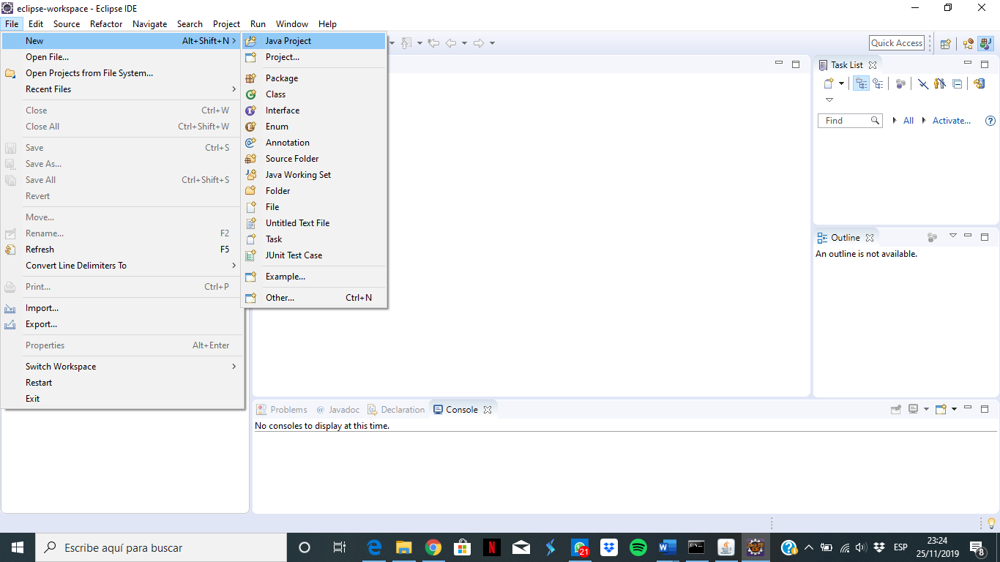 eclipse-workspace - Eclipse IDE
File Edit Source Refactor Navigate Search Project Run Window Help
New Alt+Shift+N
Open File...
Open Projects from File System...
Recent Files
Close Ctrl+W
Close All Ctrl+Shift+W
Save Ctrl+S
Save As...
Save All Ctrl+Shift+S
Revert
Move...
Rename... F2
Refresh F5
Convert Line Delimiters To
Print... Ctrl+P
Import...
Export...
Properties Alt+Enter
Switch Workspace
Restart
Exit
Java Project
Project...
Package
Class
Interface
Enum
Annotation
Source Folder
Java Working Set
Folder
File
Untitled Text File
Task
JUnit Test Case
Example...
Other... Ctrl+N
Quick Access
Task List
Find All Activate...
Outline
An outline is not available.
Problems @ Javadoc Declaration Console
No consoles to display at this time.
Escribe aquí para buscar
21
ESP
23:24
25/11/2019
8